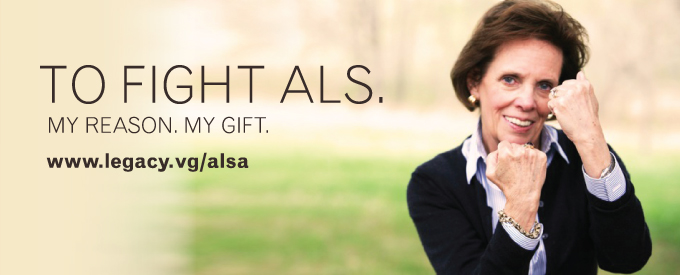 TO FIGHT ALS.
MY REASON. MY GIFT.
www.legacy.vg/alsa